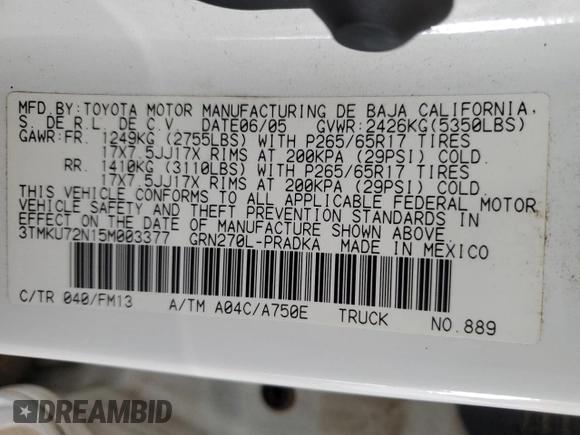 MFD.BY:TOYOTA MOTOR MANUFACTURING DE BAJA CALIFORNIA,
S. DE R.L. DE C.V. DATE06/05 GVWR:2426KG(5350LBS)
GAWR:FR. 1249KG (2755LBS) WITH P265/65R17 TIRES
17X7.5JJ17X RIMS AT 200KPA (29PSI) COLD.
RR. 1410KG (3110LBS) WITH P265/65R17 TIRES
17X7.5JJ17X RIMS AT 200KPA (29PSI) COLD.
THIS VEHICLE CONFORMS TO ALL APPLICABLE FEDERAL MOTOR
VEHICLE SAFETY AND THEFT PREVENTION STANDARDS IN
EFFECT ON THE DATE OF MANUFACTURE SHOWN ABOVE.
3TMKU72N15M003377 GRN270L-PRADKA MADE IN MEXICO
C/TR 040/FM13 A/TM A04C/A750E TRUCK NO.889
DREAMBID